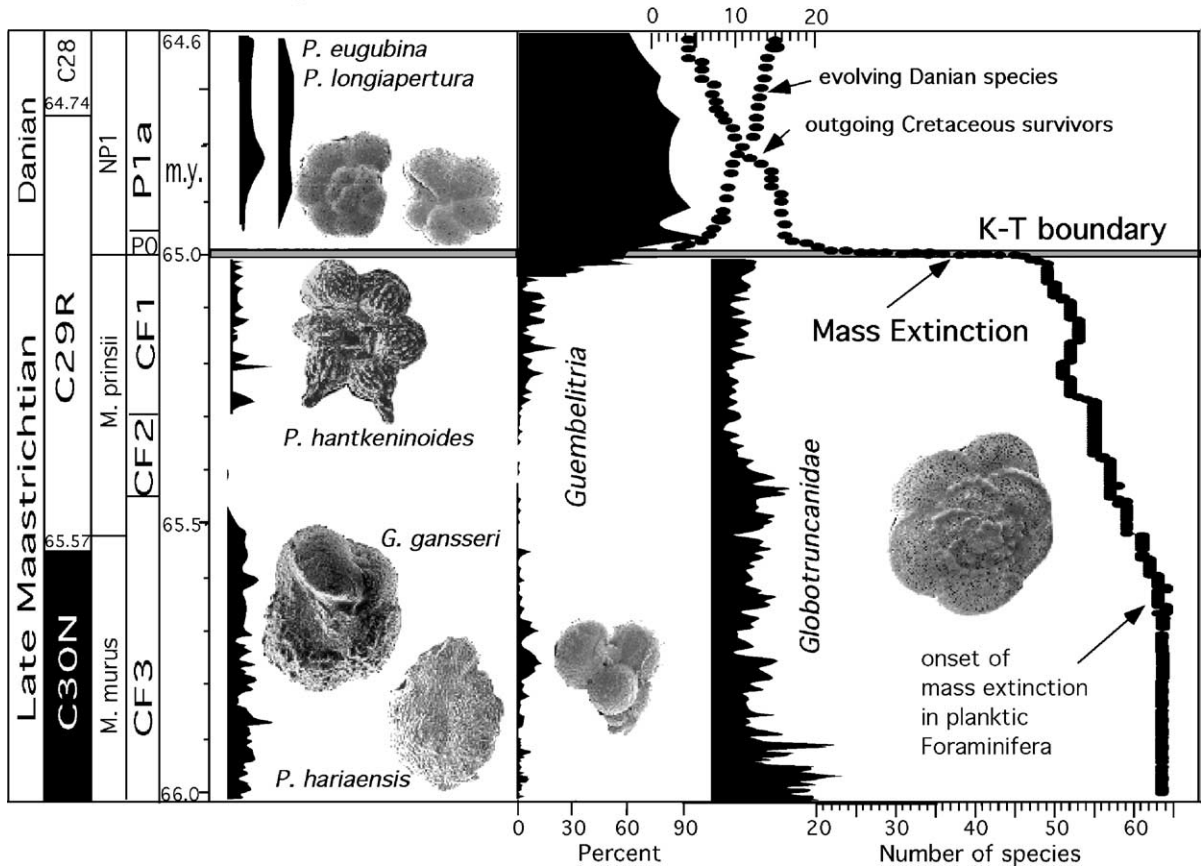 0 10 20
Danian
C28
64.74
NP1
P1a
P0
64.6
m.y.
65.0
P. eugubina
P. longiapertura
evolving Danian species
outgoing Cretaceous survivors
K-T boundary
Mass Extinction
Late Maastrichtian
C29R
65.57
C30N
M. prinsii
M. murus
CF1
CF2
CF3
65.5
66.0
P. hantkeninoides
G. gansseri
P. hariaensis
Guembelitria
Globotruncanidae
onset of
mass extinction
in planktic
Foraminifera
0 30 60 90
Percent
20 30 40 50 60
Number of species